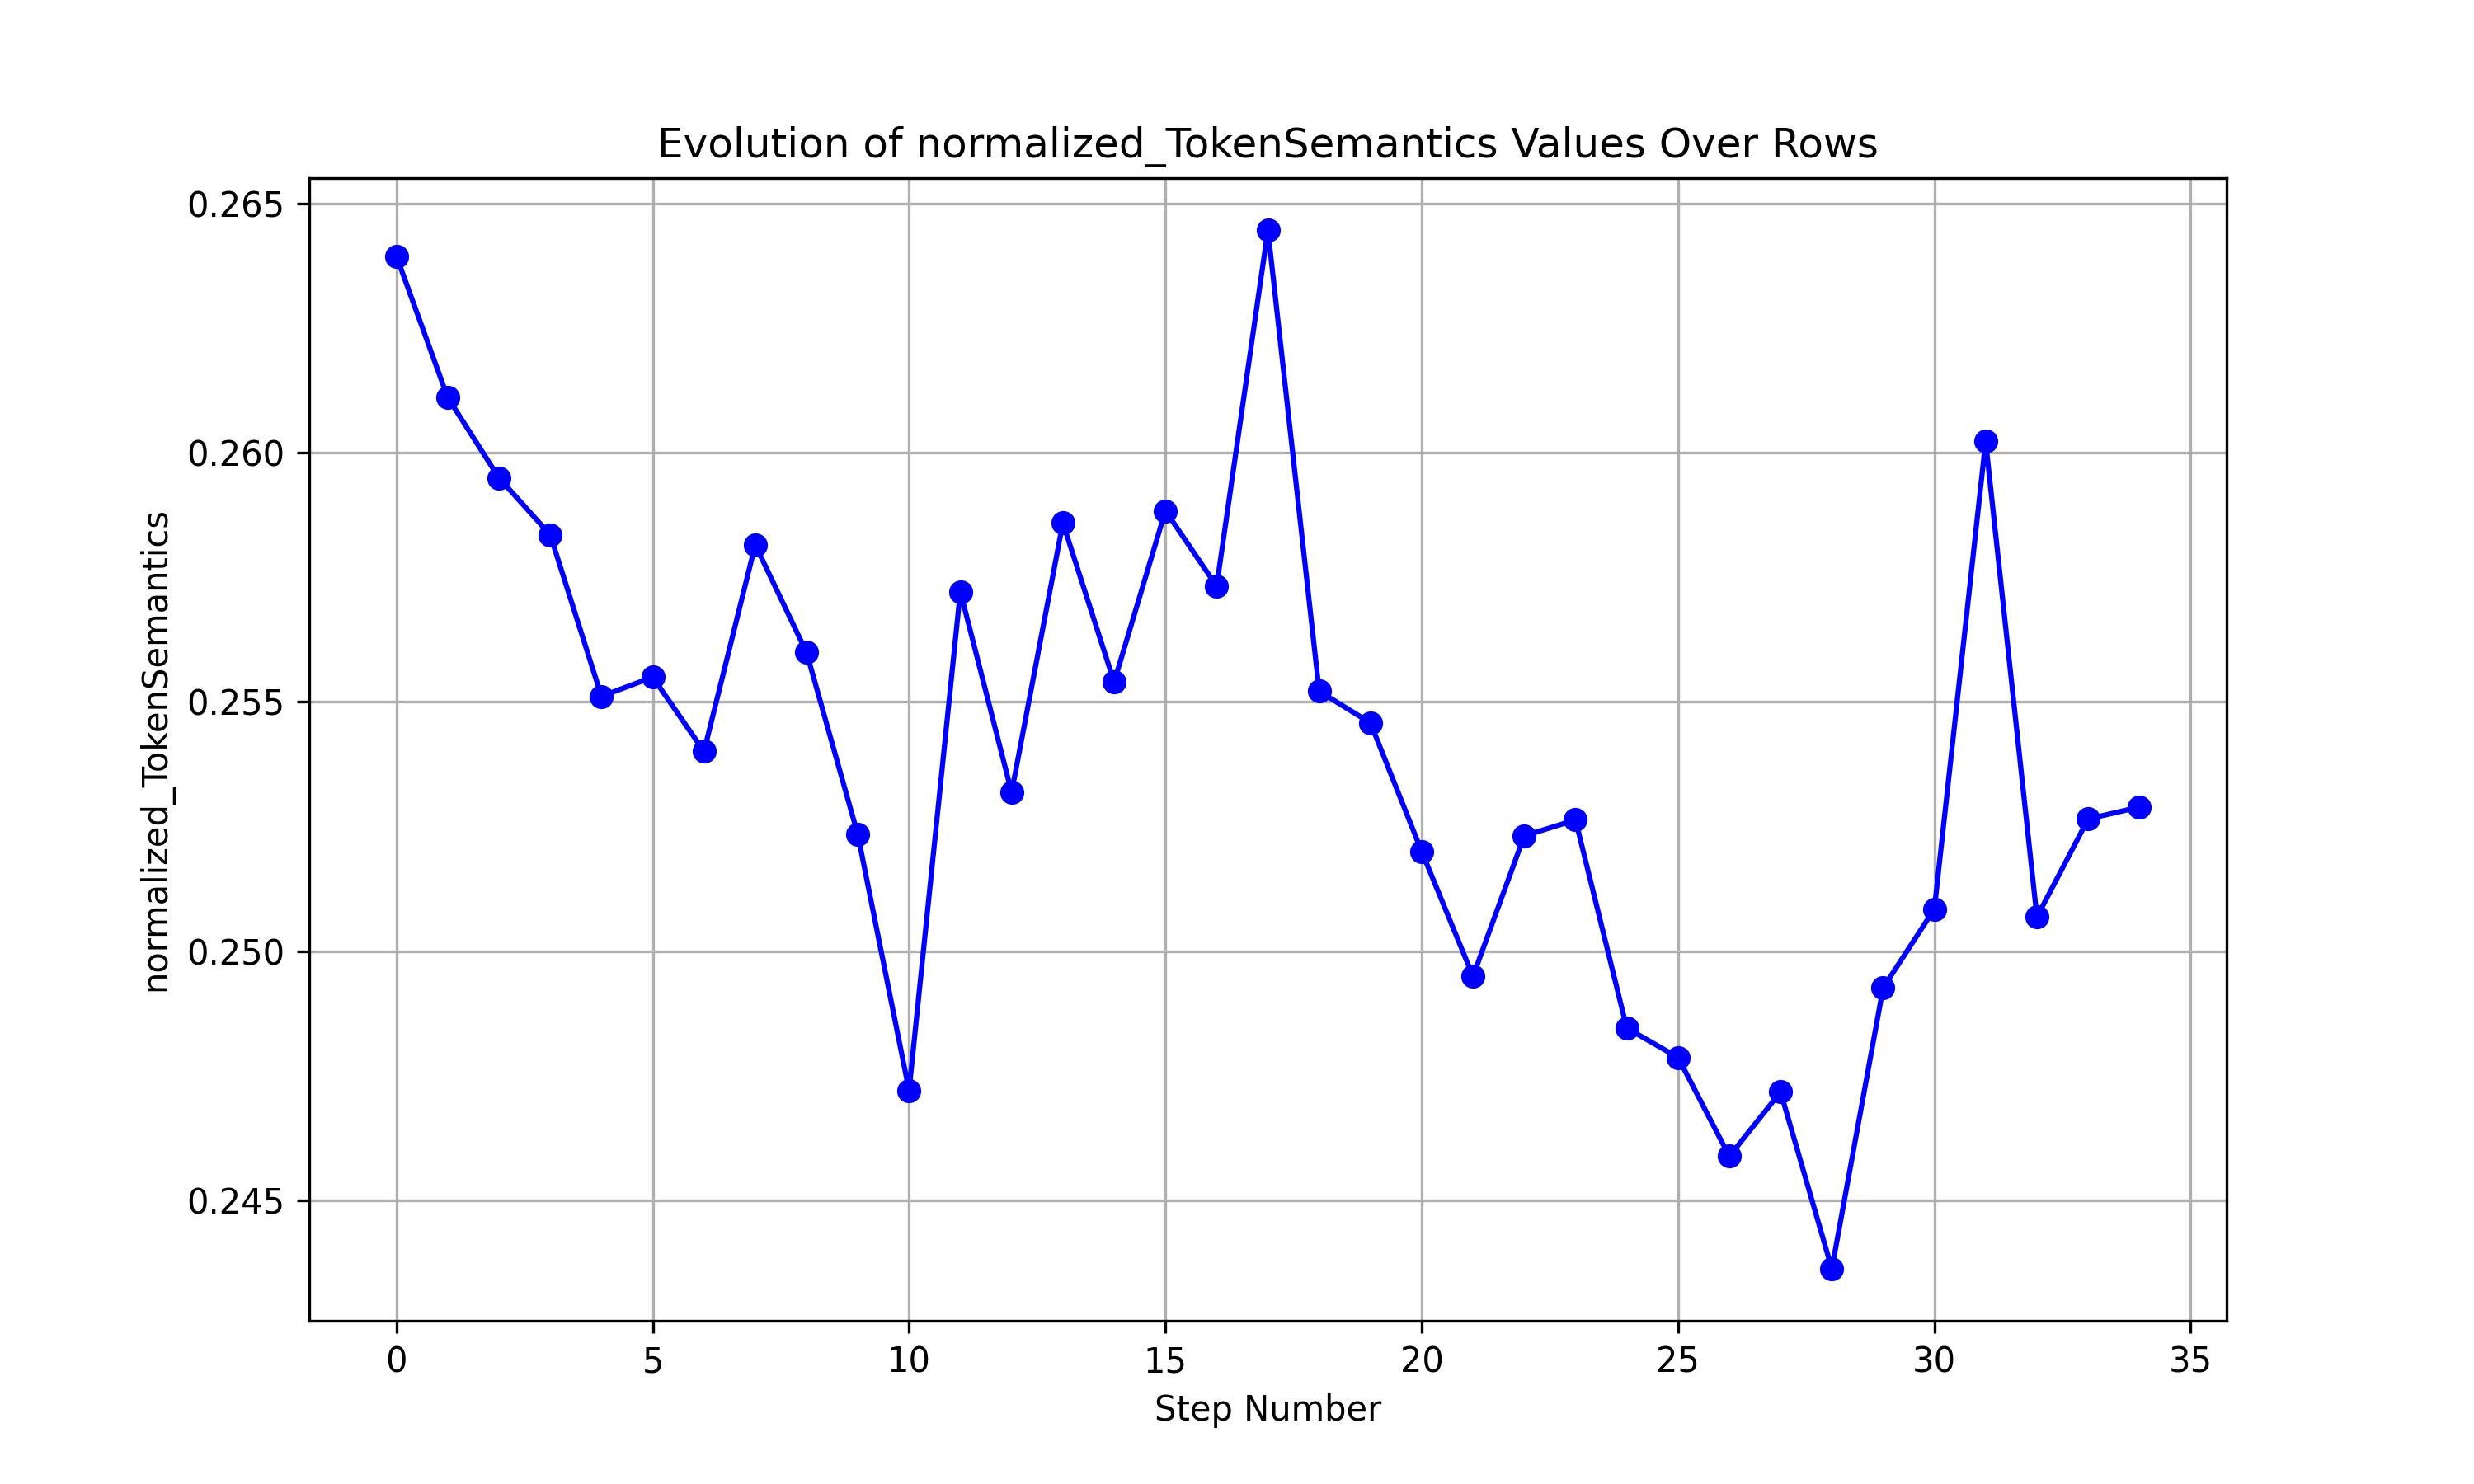 Evolution of normalized_TokenSemantics Values Over Rows
normalized_TokenSemantics
0.265
0.260
0.255
0.250
0.245
0 5 10 15 20 25 30 35
Step Number